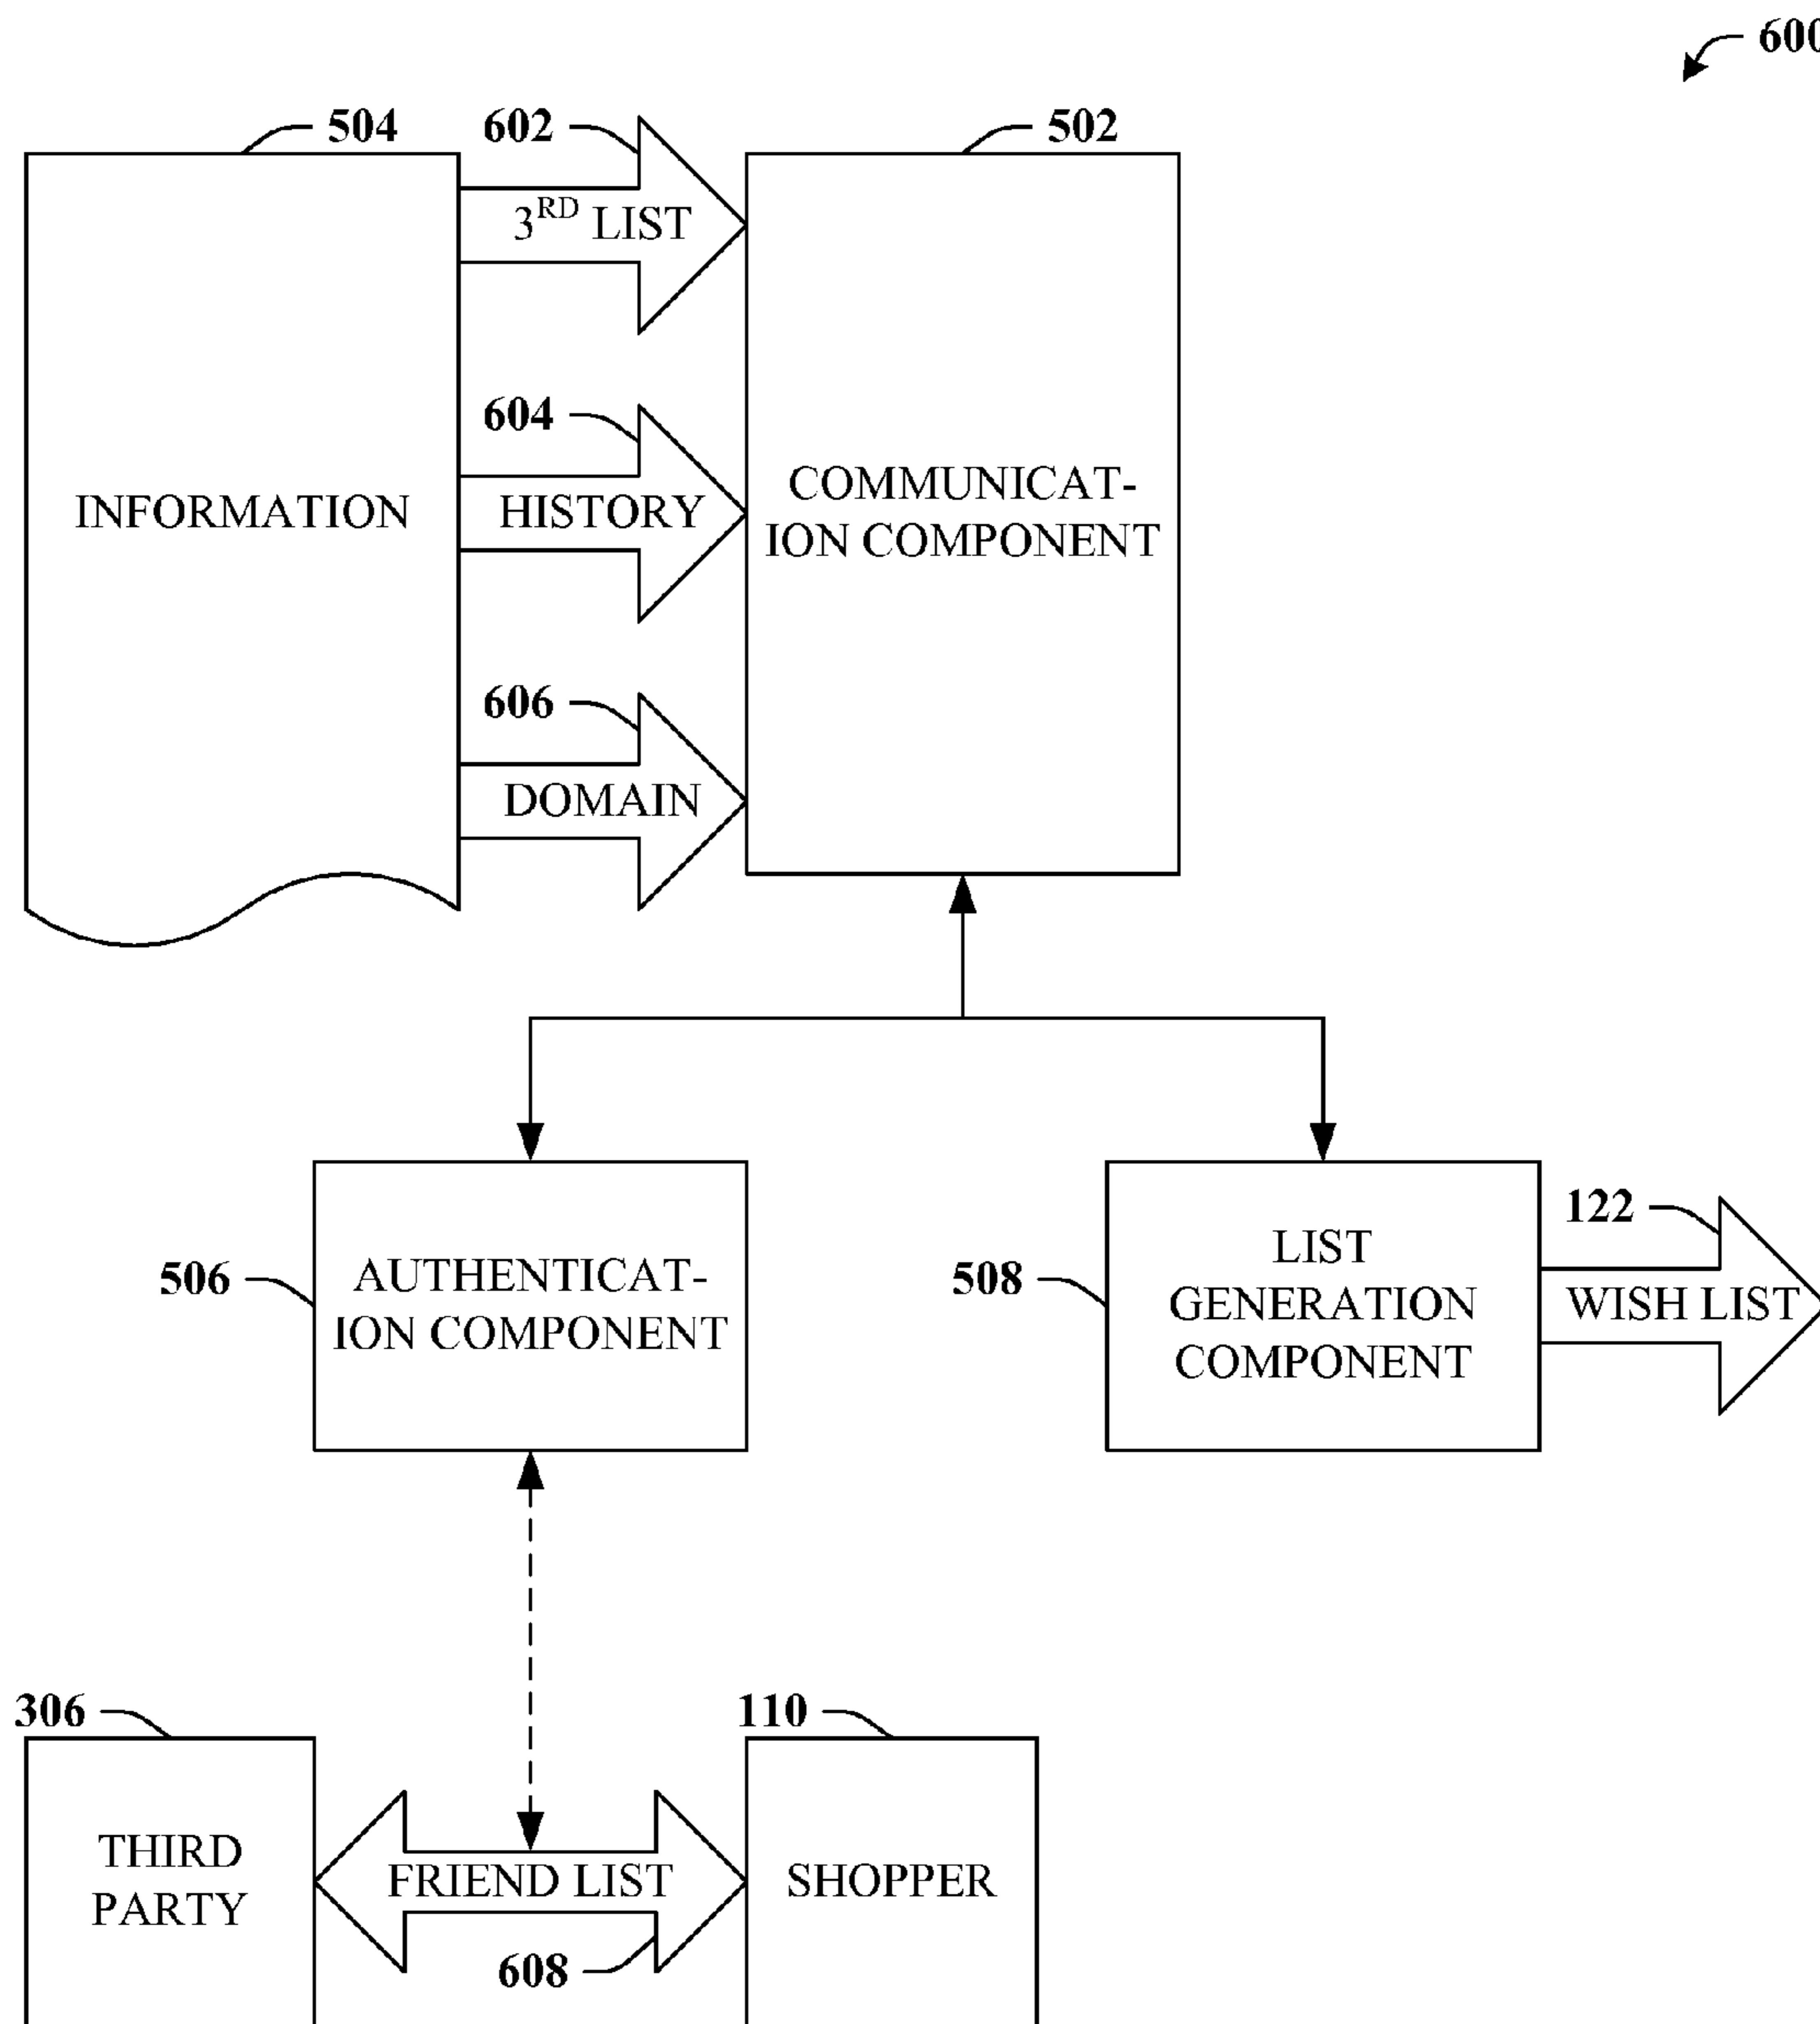 600
504
602
502
3RD LIST
604
INFORMATION
HISTORY
COMMUNICAT-
ION COMPONENT
606
DOMAIN
506
AUTHENTICAT-
ION COMPONENT
508
LIST
GENERATION
COMPONENT
122
WISH LIST
306
110
THIRD
PARTY
FRIEND LIST
SHOPPER
608